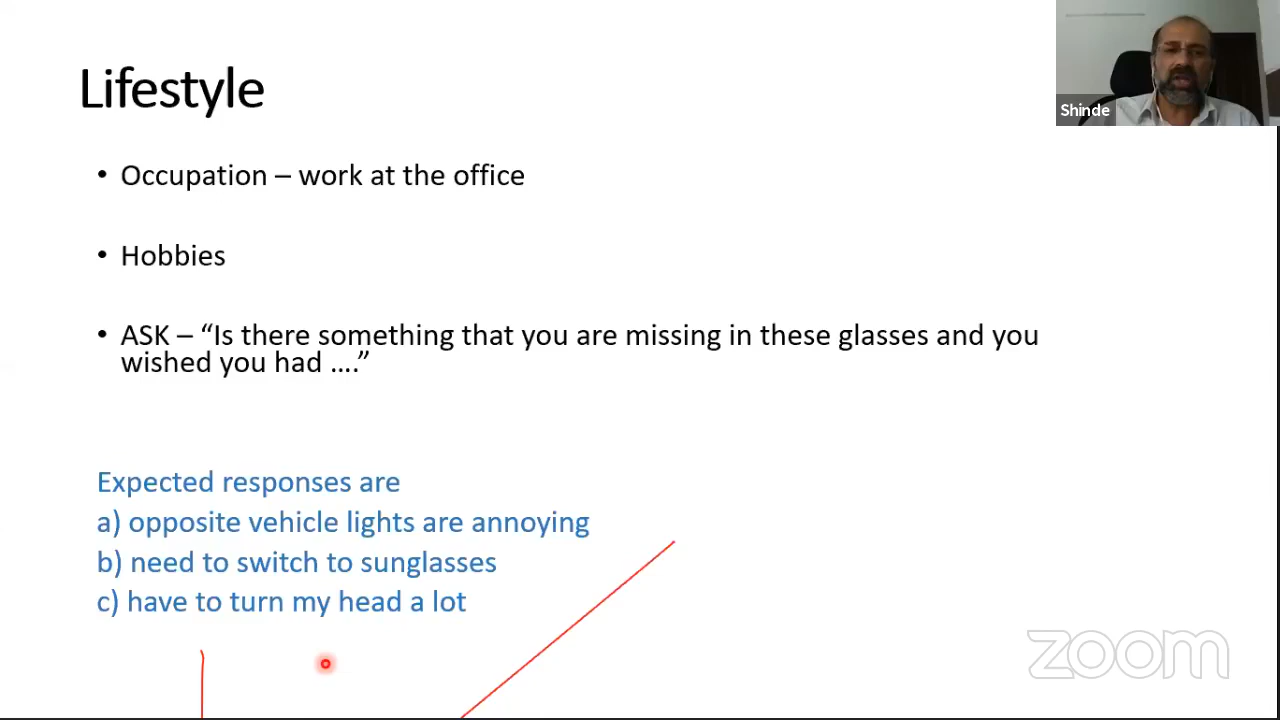 Lifestyle
Shinde
• Occupation – work at the office
• Hobbies
• ASK – “Is there something that you are missing in these glasses and you
wished you had ….”
Expected responses are
a) opposite vehicle lights are annoying
b) need to switch to sunglasses
c) have to turn my head a lot
zoom